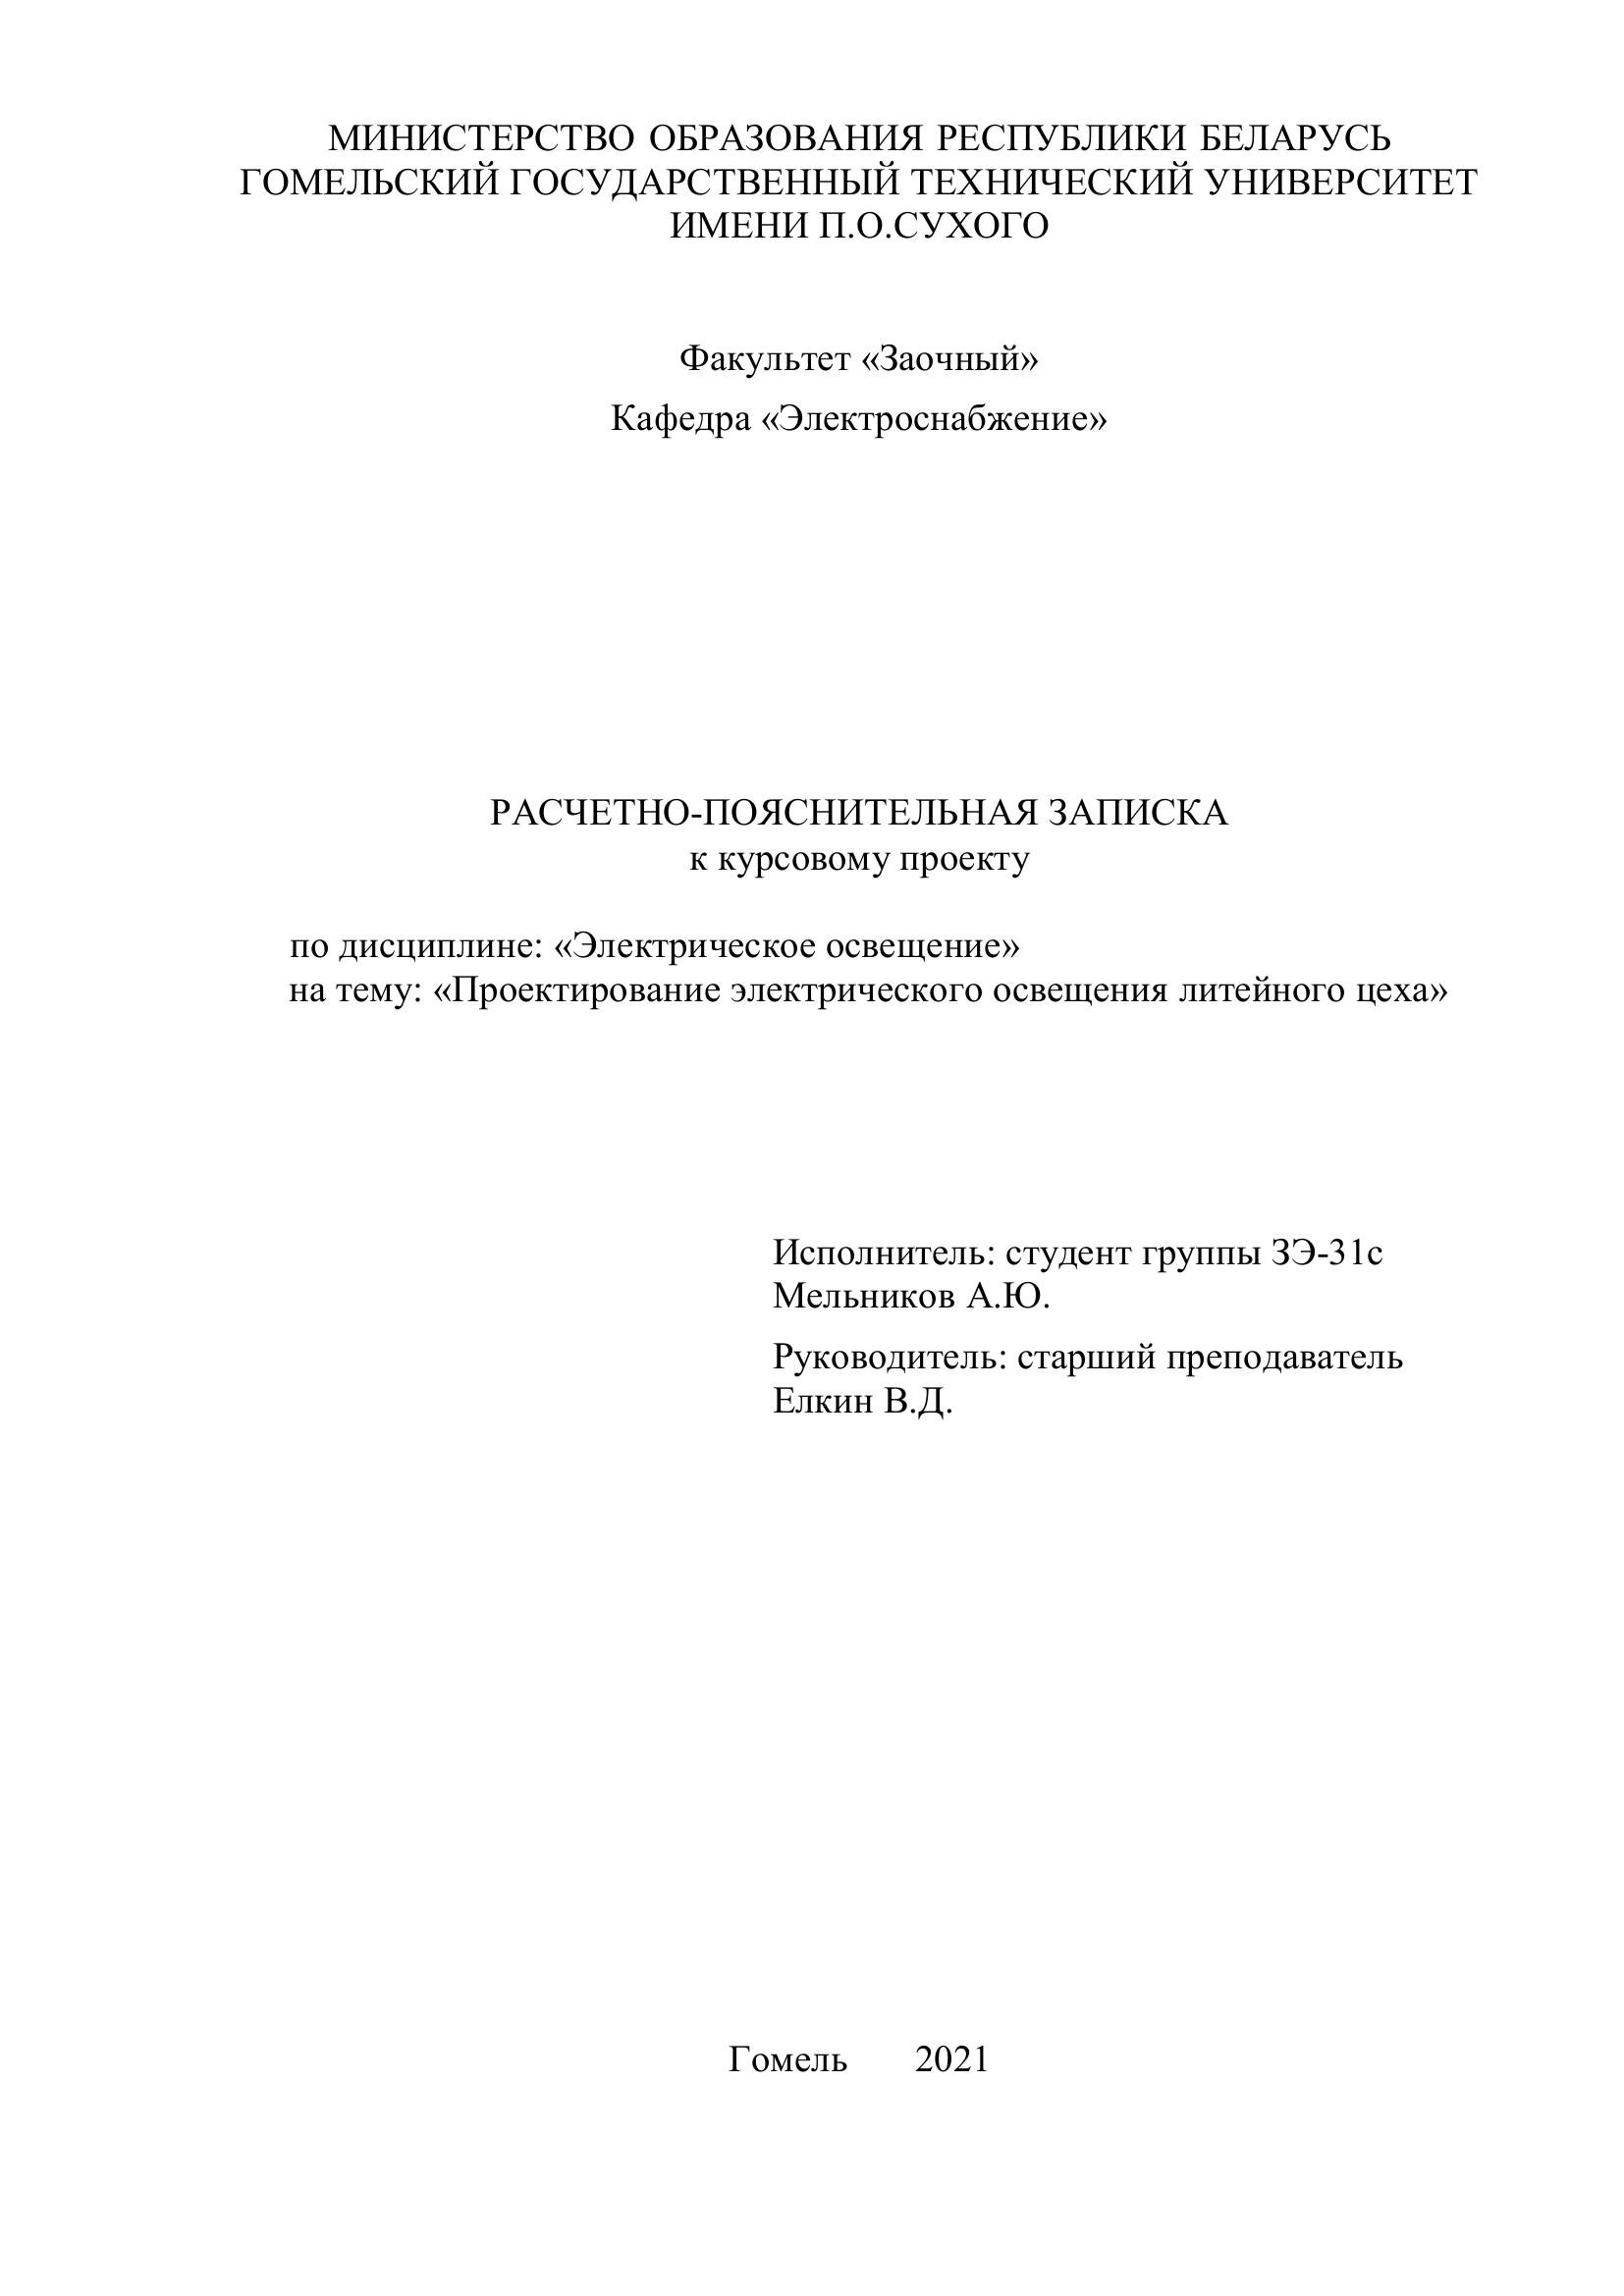 МИНИСТЕРСТВО ОБРАЗОВАНИЯ РЕСПУБЛИКИ БЕЛАРУСЬ
ГОМЕЛЬСКИЙ ГОСУДАРСТВЕННЫЙ ТЕХНИЧЕСКИЙ УНИВЕРСИТЕТ
ИМЕНИ П.О.СУХОГО
Факультет «Заочный»
Кафедра «Электроснабжение»
РАСЧЕТНО-ПОЯСНИТЕЛЬНАЯ ЗАПИСКА
к курсовому проекту
по дисциплине: «Электрическое освещение»
на тему: «Проектирование электрического освещения литейного цеха»
Исполнитель: студент группы ЗЭ-31с
Мельников А.Ю.
Руководитель: старший преподаватель
Елкин В.Д.
Гомель 2021